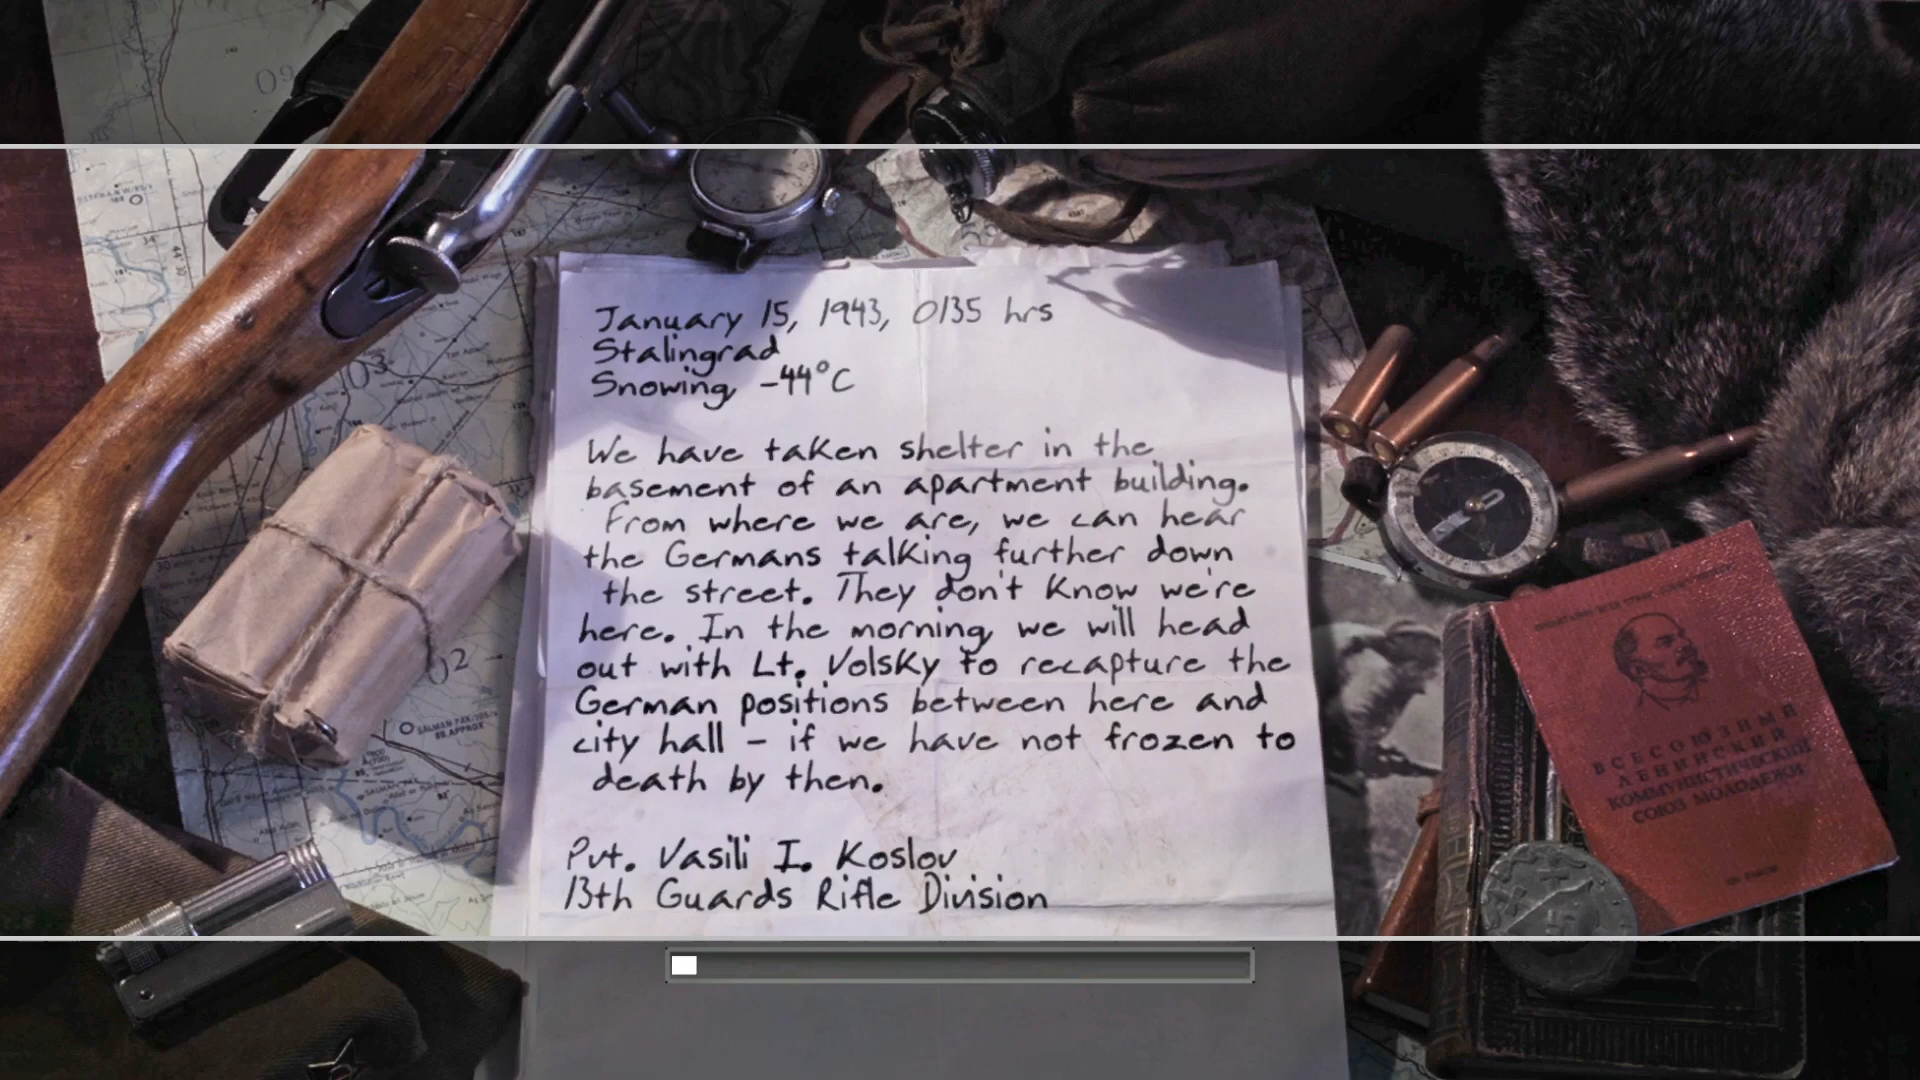 January 15, 1943, 0135 hrs
Stalingrad
Snowing, -44°C
We have taken shelter in the
basement of an apartment building.
From where we are, we can hear
the Germans talking further down
the street. They don't know we're
here. In the morning, we will head
out with Lt. Volsky to recapture the
German positions between here and
city hall - if we have not frozen to
death by then.
Pvt. Vasili I. Koslov
13th Guards Rifle Division
03
02
SALMAN PAK
ВСЕСОЮЗНЫЙ
ЛЕНИНСКИЙ
КОММУНИСТИЧЕСКИЙ
СОЮЗ МОЛОДЕЖИ